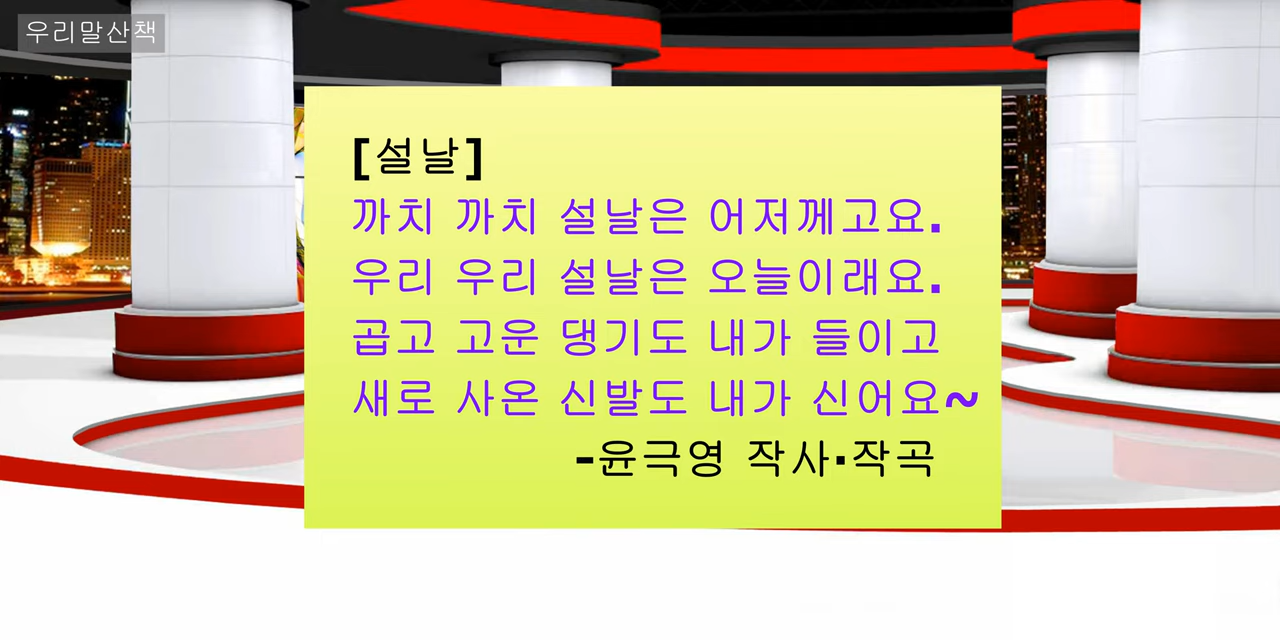 우리말산책
[설날]
까치 까치 설날은 어저께고요.
우리 우리 설날은 오늘이래요.
곱고 고운 댕기도 내가 들이고
새로 사온 신발도 내가 신어요~
-윤극영 작사·작곡